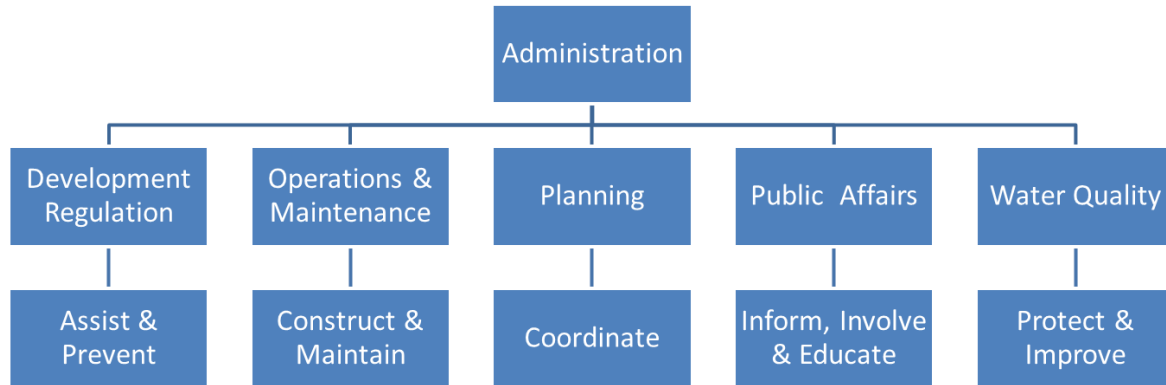 Administration
Development
Regulation
Operations &
Maintenance
Planning
Public Affairs
Water Quality
Assist &
Prevent
Construct &
Maintain
Coordinate
Inform, Involve
& Educate
Protect &
Improve